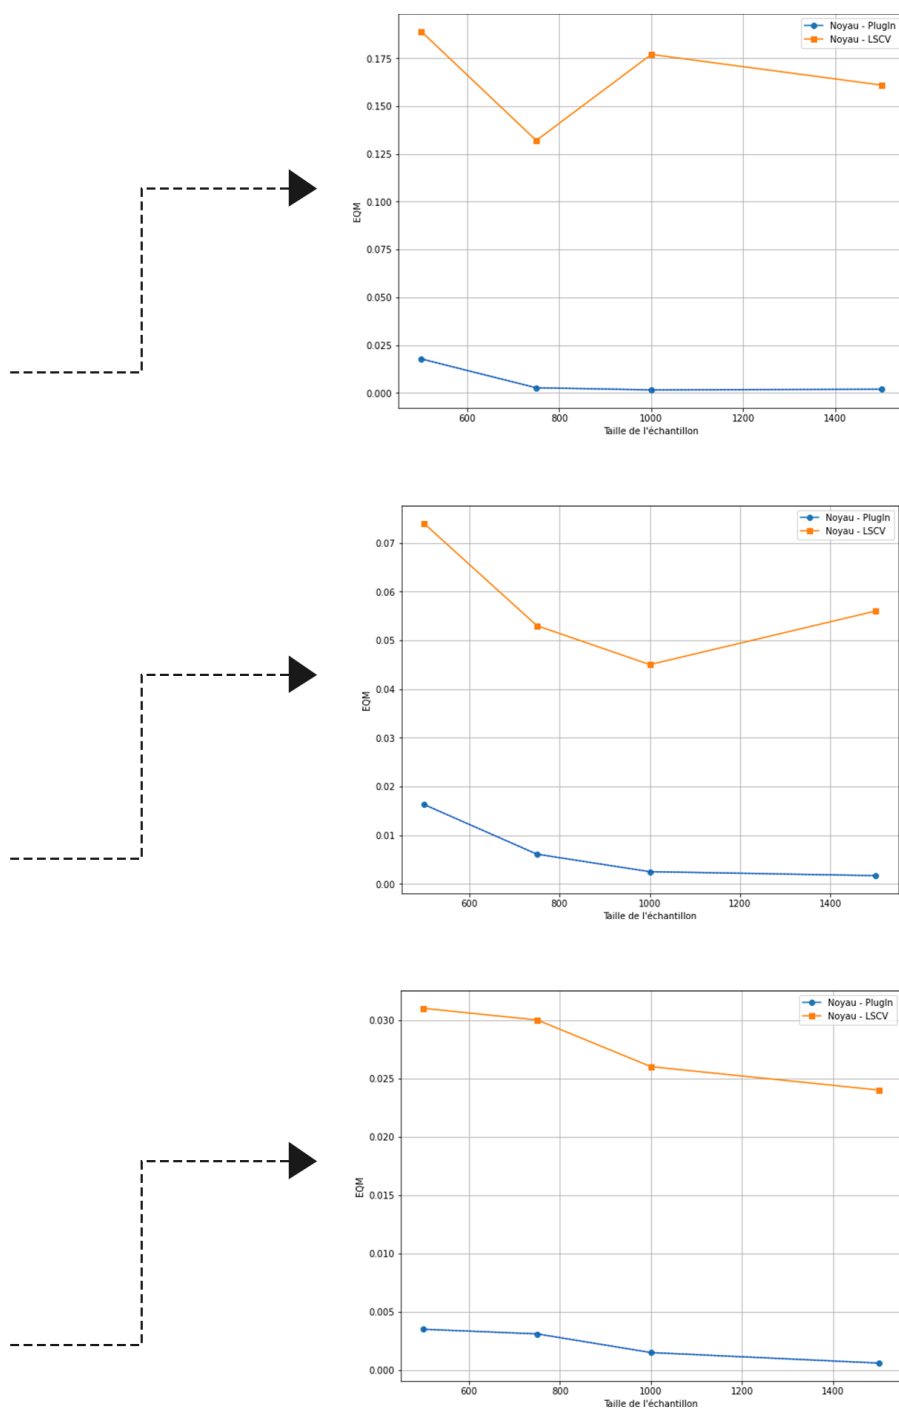 Noyau - PlugIn
Noyau - LSCV
0.175
0.150
0.125
0.100
0.075
0.050
0.025
0.000
EQM
600 800 1000 1200 1400
Taille de l'échantillon
Noyau - PlugIn
Noyau - LSCV
0.07
0.06
0.05
0.04
0.03
0.02
0.01
0.00
EQM
600 800 1000 1200 1400
Taille de l'échantillon
Noyau - PlugIn
Noyau - LSCV
0.030
0.025
0.020
0.015
0.010
0.005
0.000
EQM
600 800 1000 1200 1400
Taille de l'échantillon